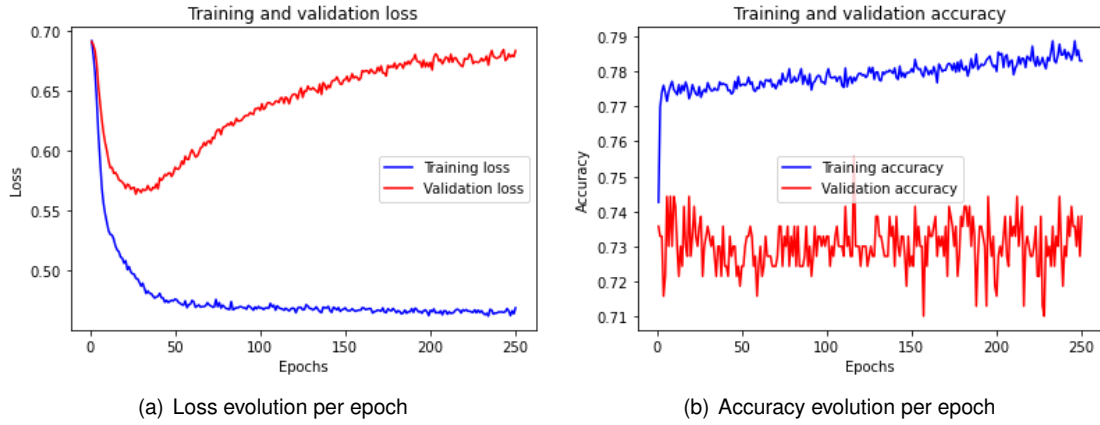 Training and validation loss
0.70
0.65
0.60
0.55
0.50
Loss
Training loss
Validation loss
0 50 100 150 200 250
Epochs
(a) Loss evolution per epoch
Training and validation accuracy
0.79
0.78
0.77
0.76
0.75
0.74
0.73
0.72
0.71
Accuracy
Training accuracy
Validation accuracy
0 50 100 150 200 250
Epochs
(b) Accuracy evolution per epoch